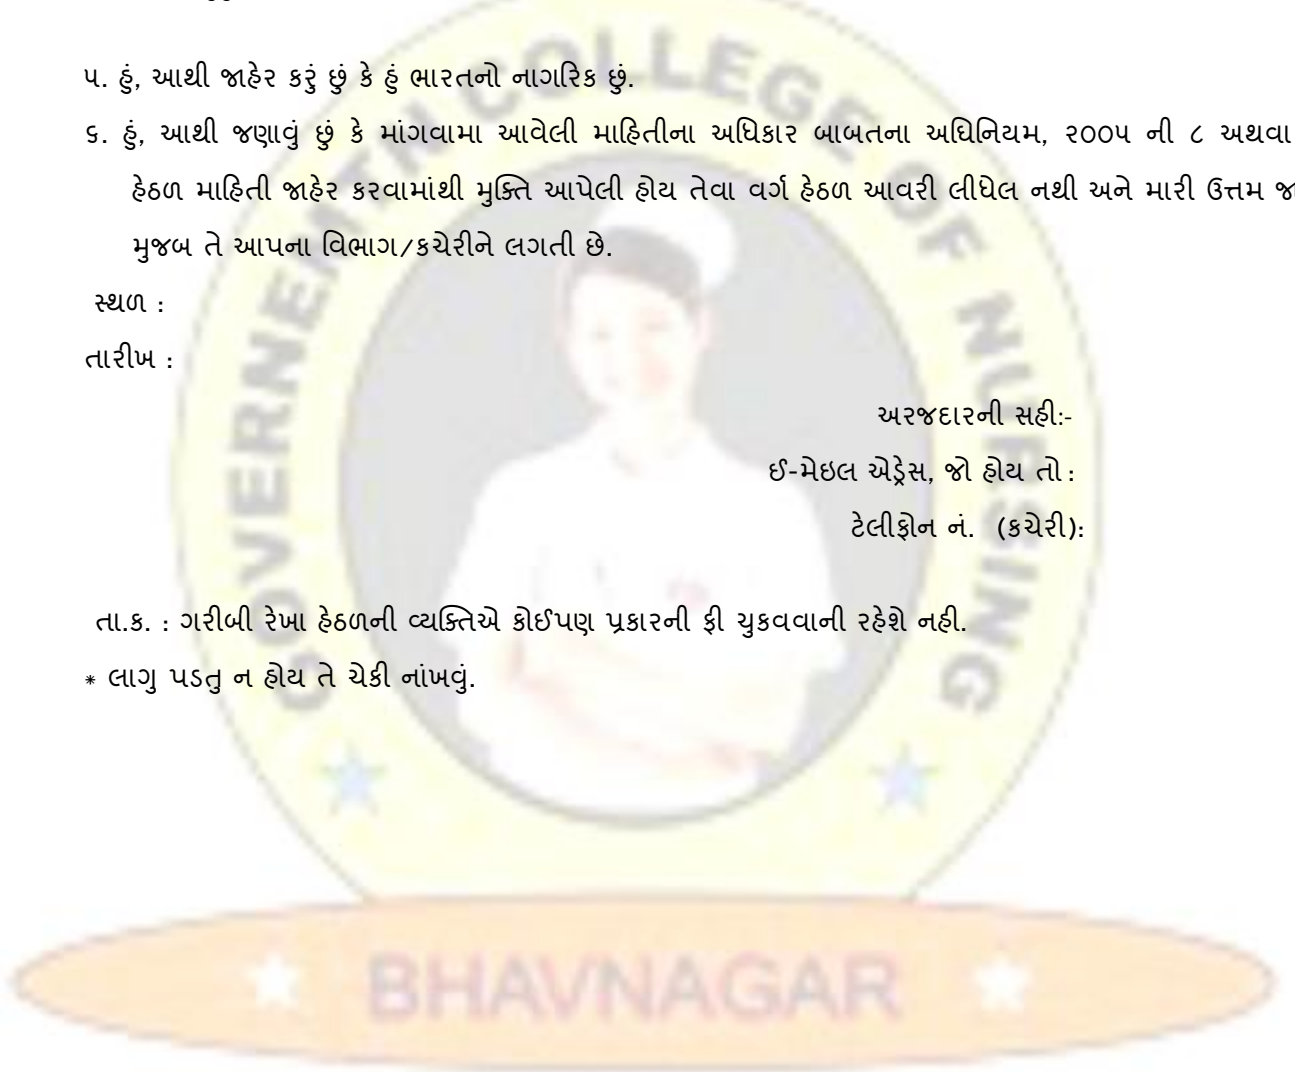 ૫. હું, આથી જાહેર કરું છું કે હું ભારતનો નાગરિક છું.
૬. હું, આથી જણાવું છું કે માંગવામા આવેલી માહિતીના અધિકાર બાબતના અધિનિયમ, ૨૦૦૫ ની ૮ અથવા
હેઠળ માહિતી જાહેર કરવામાંથી મુક્તિ આપેલી હોય તેવા વર્ગ હેઠળ આવરી લીધેલ નથી અને મારી ઉત્તમ
મુજબ તે આપના વિભાગ/કચેરીને લગતી છે.
સ્થળ :
તારીખ :
અરજદારની સહી:-
ઈ-મેઇલ એડ્રેસ, જો હોય તો :
ટેલીફોન નં. (કચેરી):
તા.ક. : ગરીબી રેખા હેઠળની વ્યક્તિએ કોઈપણ પ્રકારની ફી ચુકવવાની રહેશે નહી.
* લાગુ પડતુ ન હોય તે ચેકી નાંખવું.
GOVERNEMTN COLLEGE OF NURSING
BHAVNAGAR